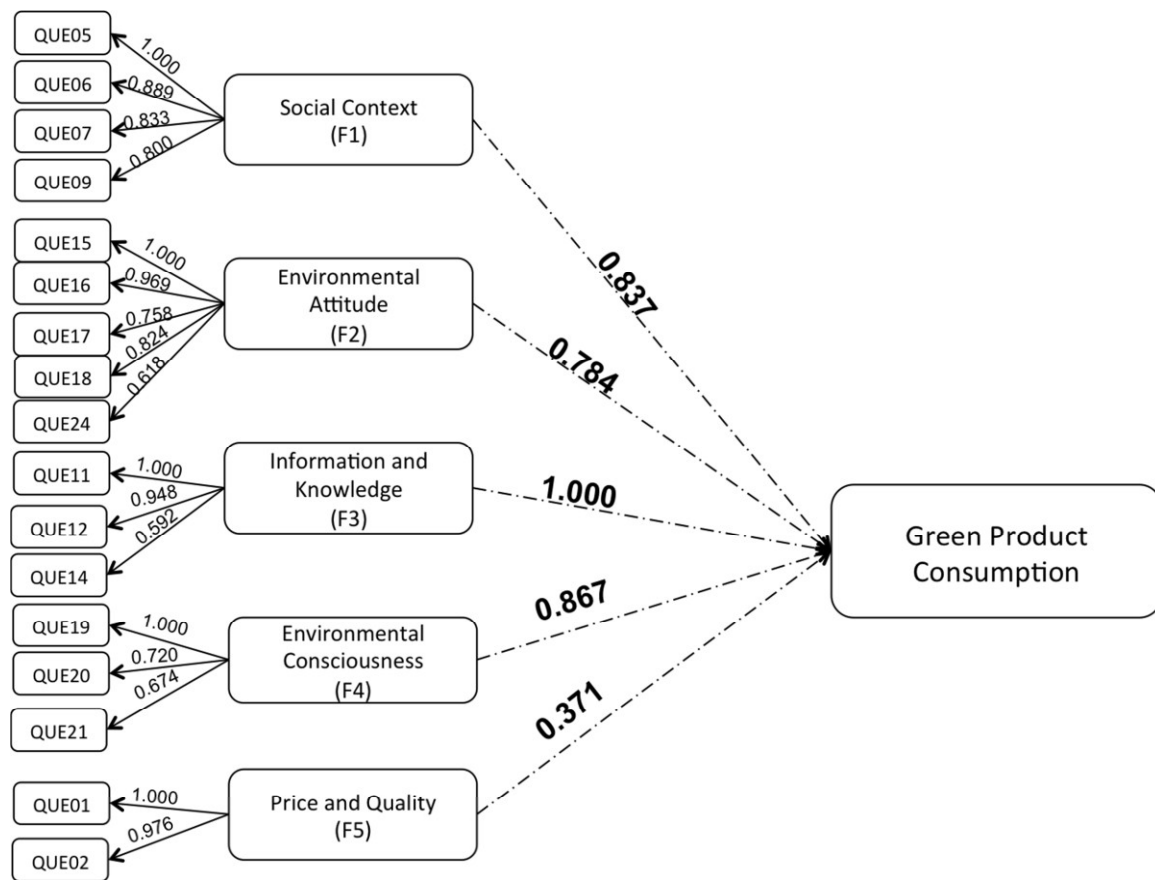 QUE05
QUE06
QUE07
QUE09
1.000
0.889
0.833
0.800
Social Context
(F1)
QUE15
QUE16
QUE17
QUE18
QUE24
1.000
0.969
0.758
0.824
0.618
Environmental
Attitude
(F2)
QUE11
QUE12
QUE14
1.000
0.948
0.592
Information and
Knowledge
(F3)
QUE19
QUE20
QUE21
1.000
0.720
0.674
Environmental
Consciousness
(F4)
QUE01
QUE02
1.000
0.976
Price and Quality
(F5)
0.837
0.784
1.000
0.867
0.371
Green Product
Consumption